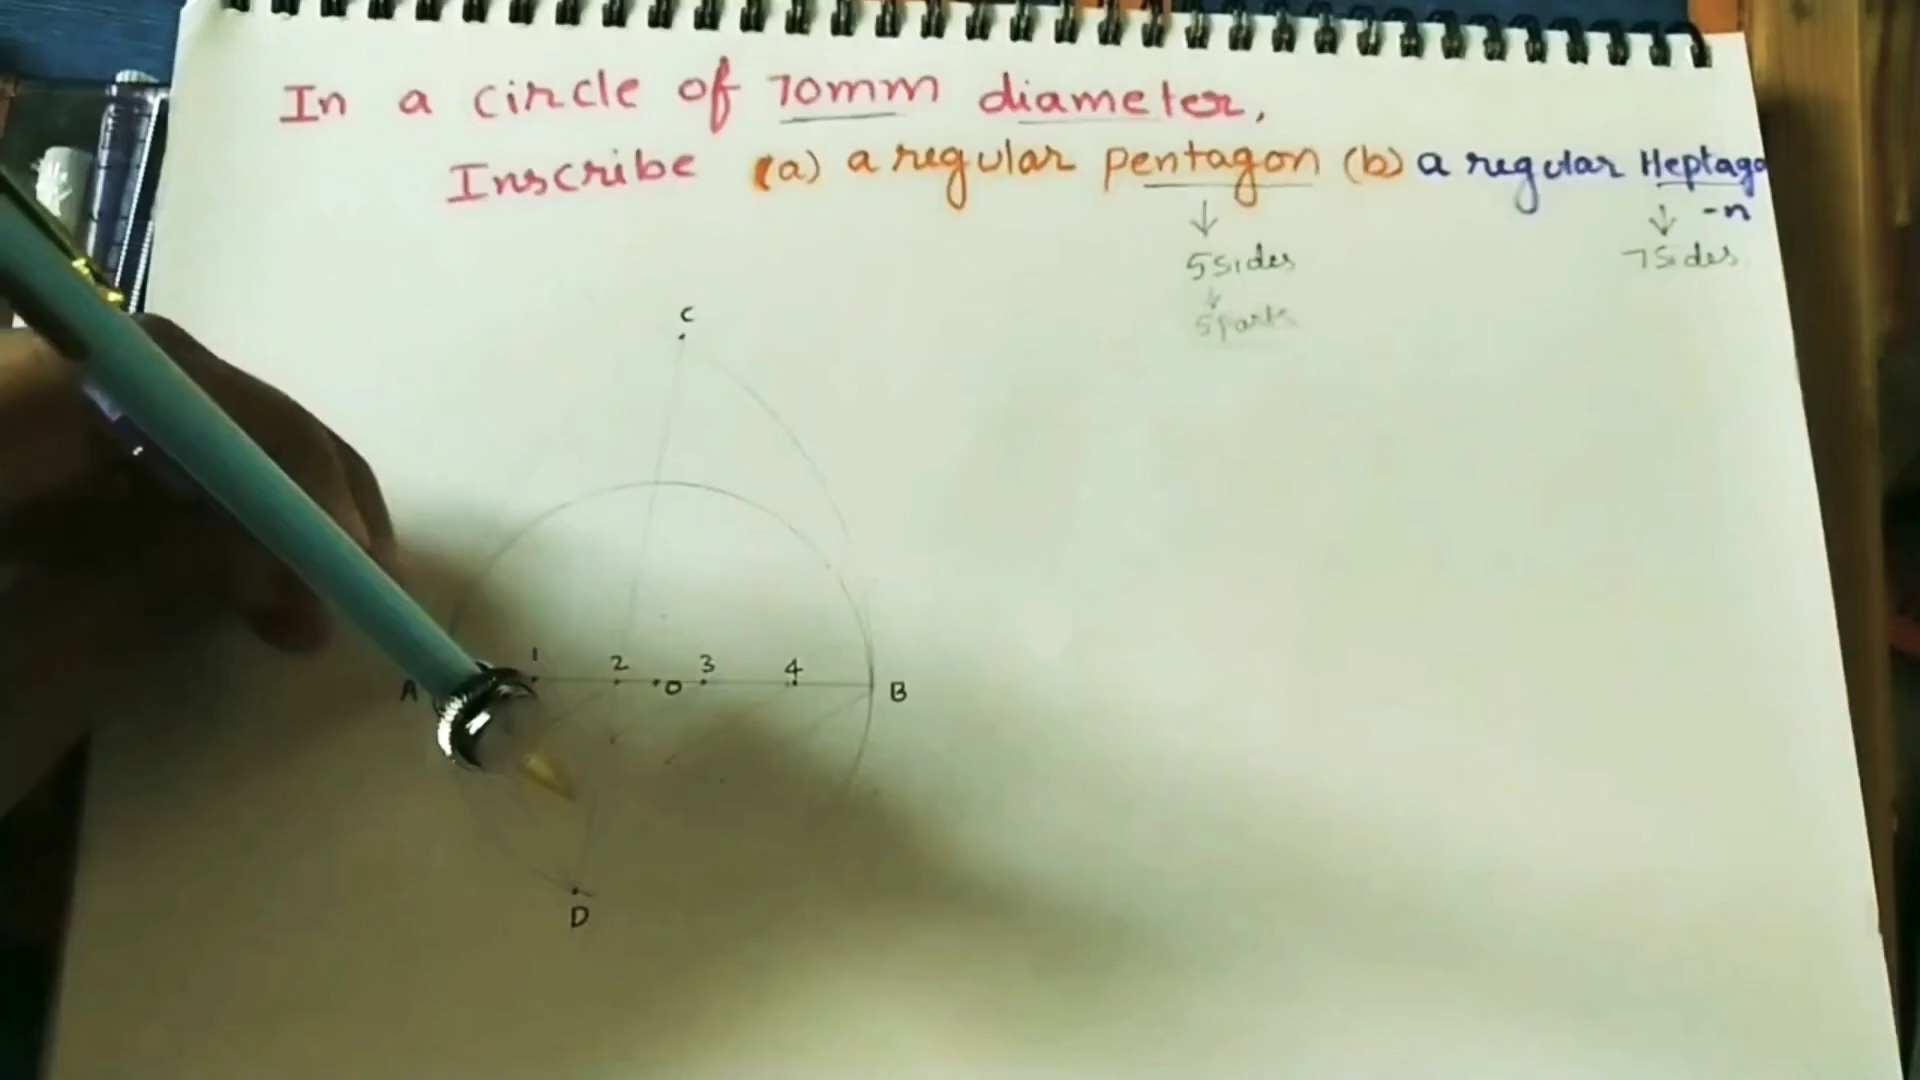 In a circle of 70mm diameter,
Inscribe (a) a regular pentagon (b) a regular Heptago
-n
5 sides
7 sides
5 parts
C
1 2 3 4
A O B
D